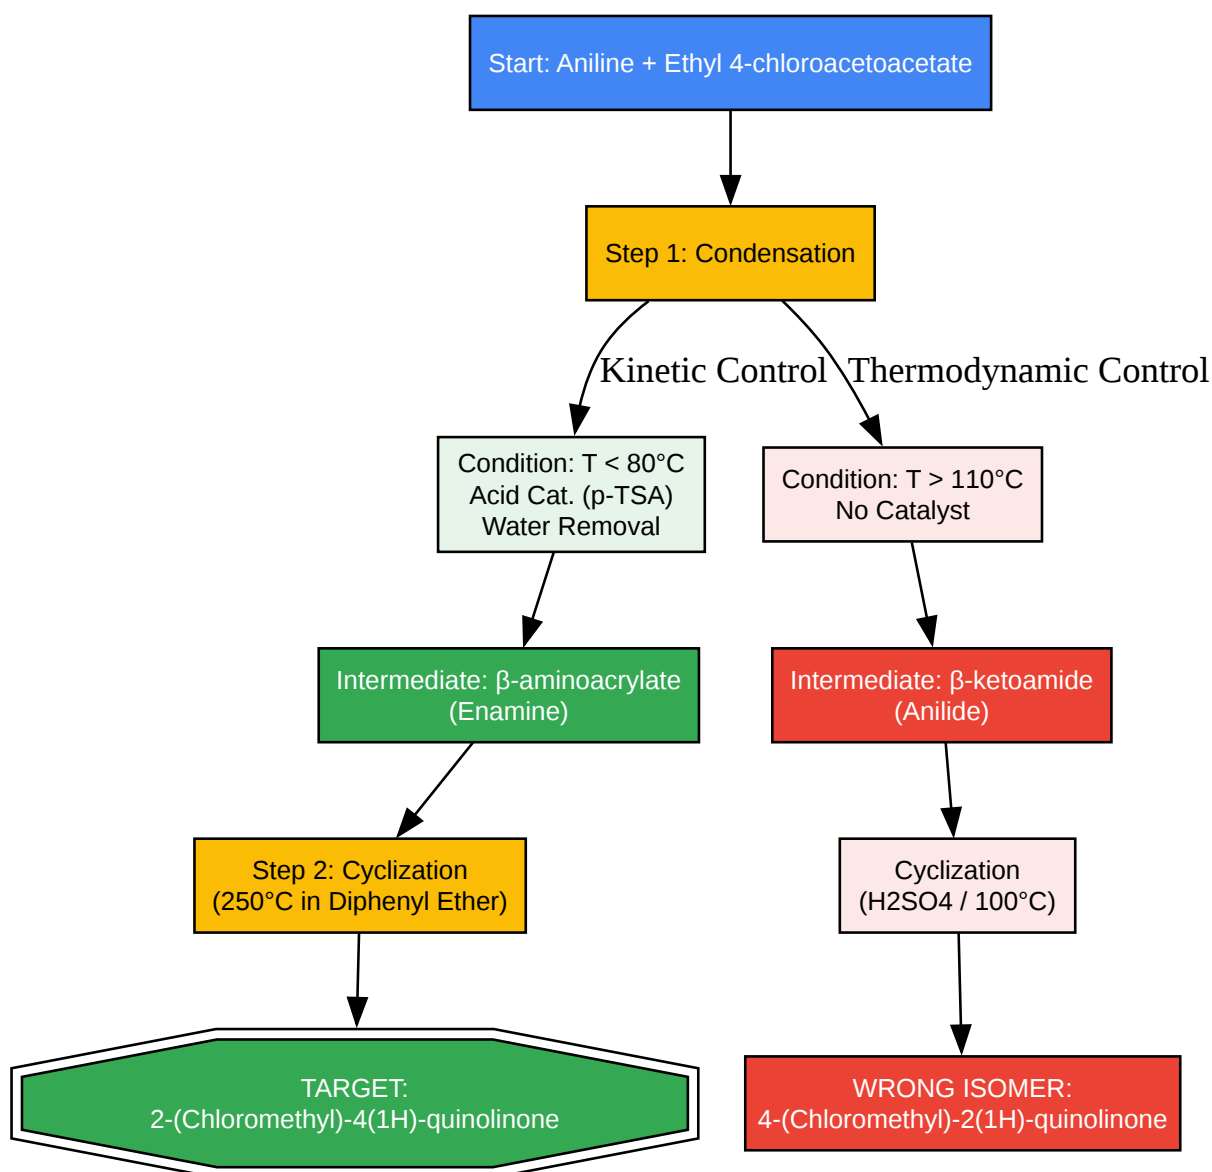 Start: Aniline + Ethyl 4-chloroacetoacetate
Step 1: Condensation
Kinetic Control
Thermodynamic Control
Condition: T < 80°C
Acid Cat. (p-TSA)
Water Removal
Condition: T > 110°C
No Catalyst
Intermediate: β-aminoacrylate
(Enamine)
Intermediate: β-ketoamide
(Anilide)
Step 2: Cyclization
(250°C in Diphenyl Ether)
Cyclization
(H2SO4 / 100°C)
TARGET:
2-(Chloromethyl)-4(1H)-quinolinone
WRONG ISOMER:
4-(Chloromethyl)-2(1H)-quinolinone